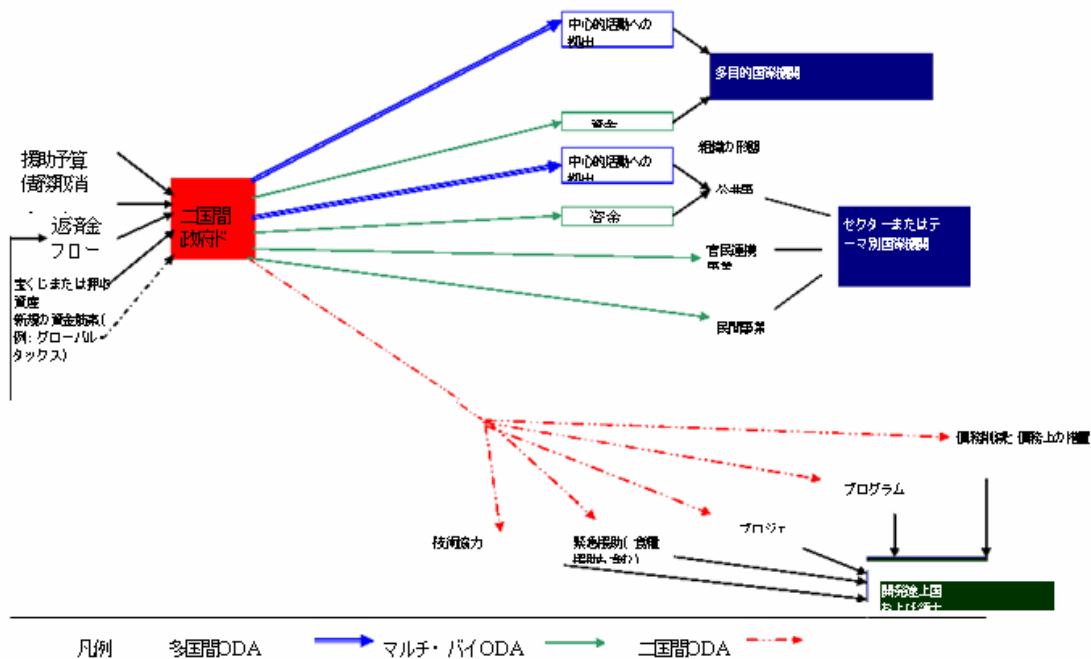 中心的活動への
拠出
多目的国際機関
資金
援助予算
債務取消
組織の形態
中心的活動への
拠出
公共事
二国間
政府ド
返済金
フロー
資金
セクターまたはテ
ーマ別国際機関
官民連携
事業
宝くじまたは押収
資産
新規の資金源泉(
例:グローバル・
タックス)
民間事業
債務削減と債務上の措置
プログラム
プロジェ
技術協力
緊急援助( 食糧
援助も含む)
開発途上国
および領土
凡例
多国間ODA
マルチ・バイODA
二国間ODA